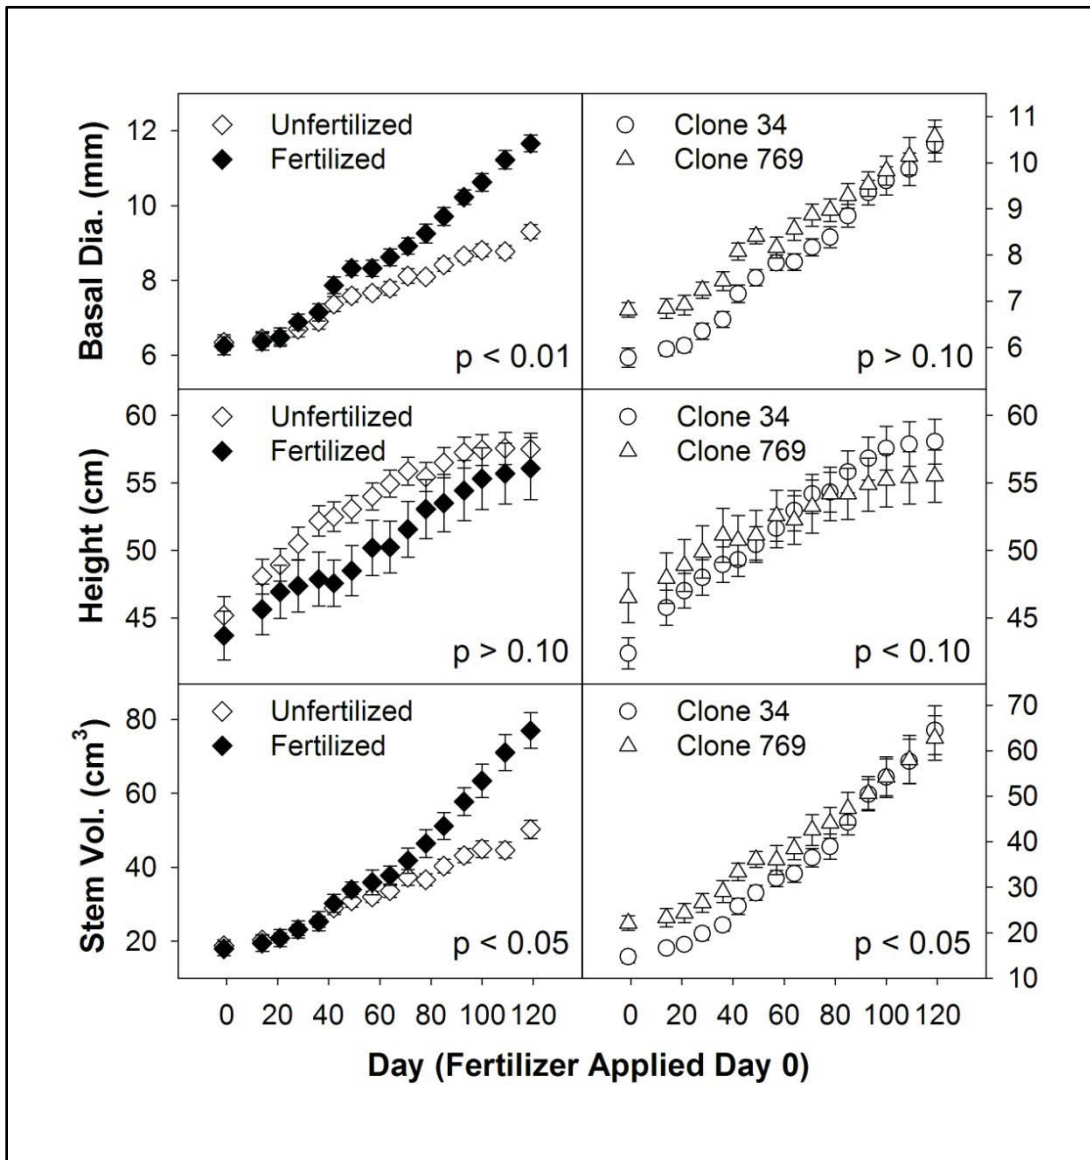 Basal Dia. (mm)
12
10
8
6
Unfertilized
Fertilized
p < 0.01
Clone 34
Clone 769
p > 0.10
11
10
9
8
7
6
Height (cm)
60
55
50
45
Unfertilized
Fertilized
p > 0.10
Clone 34
Clone 769
p < 0.10
60
55
50
45
Stem Vol. (cm³)
80
60
40
20
Unfertilized
Fertilized
p < 0.05
Clone 34
Clone 769
p < 0.05
70
60
50
40
30
20
10
0 20 40 60 80 100 120
0 20 40 60 80 100 120
Day (Fertilizer Applied Day 0)